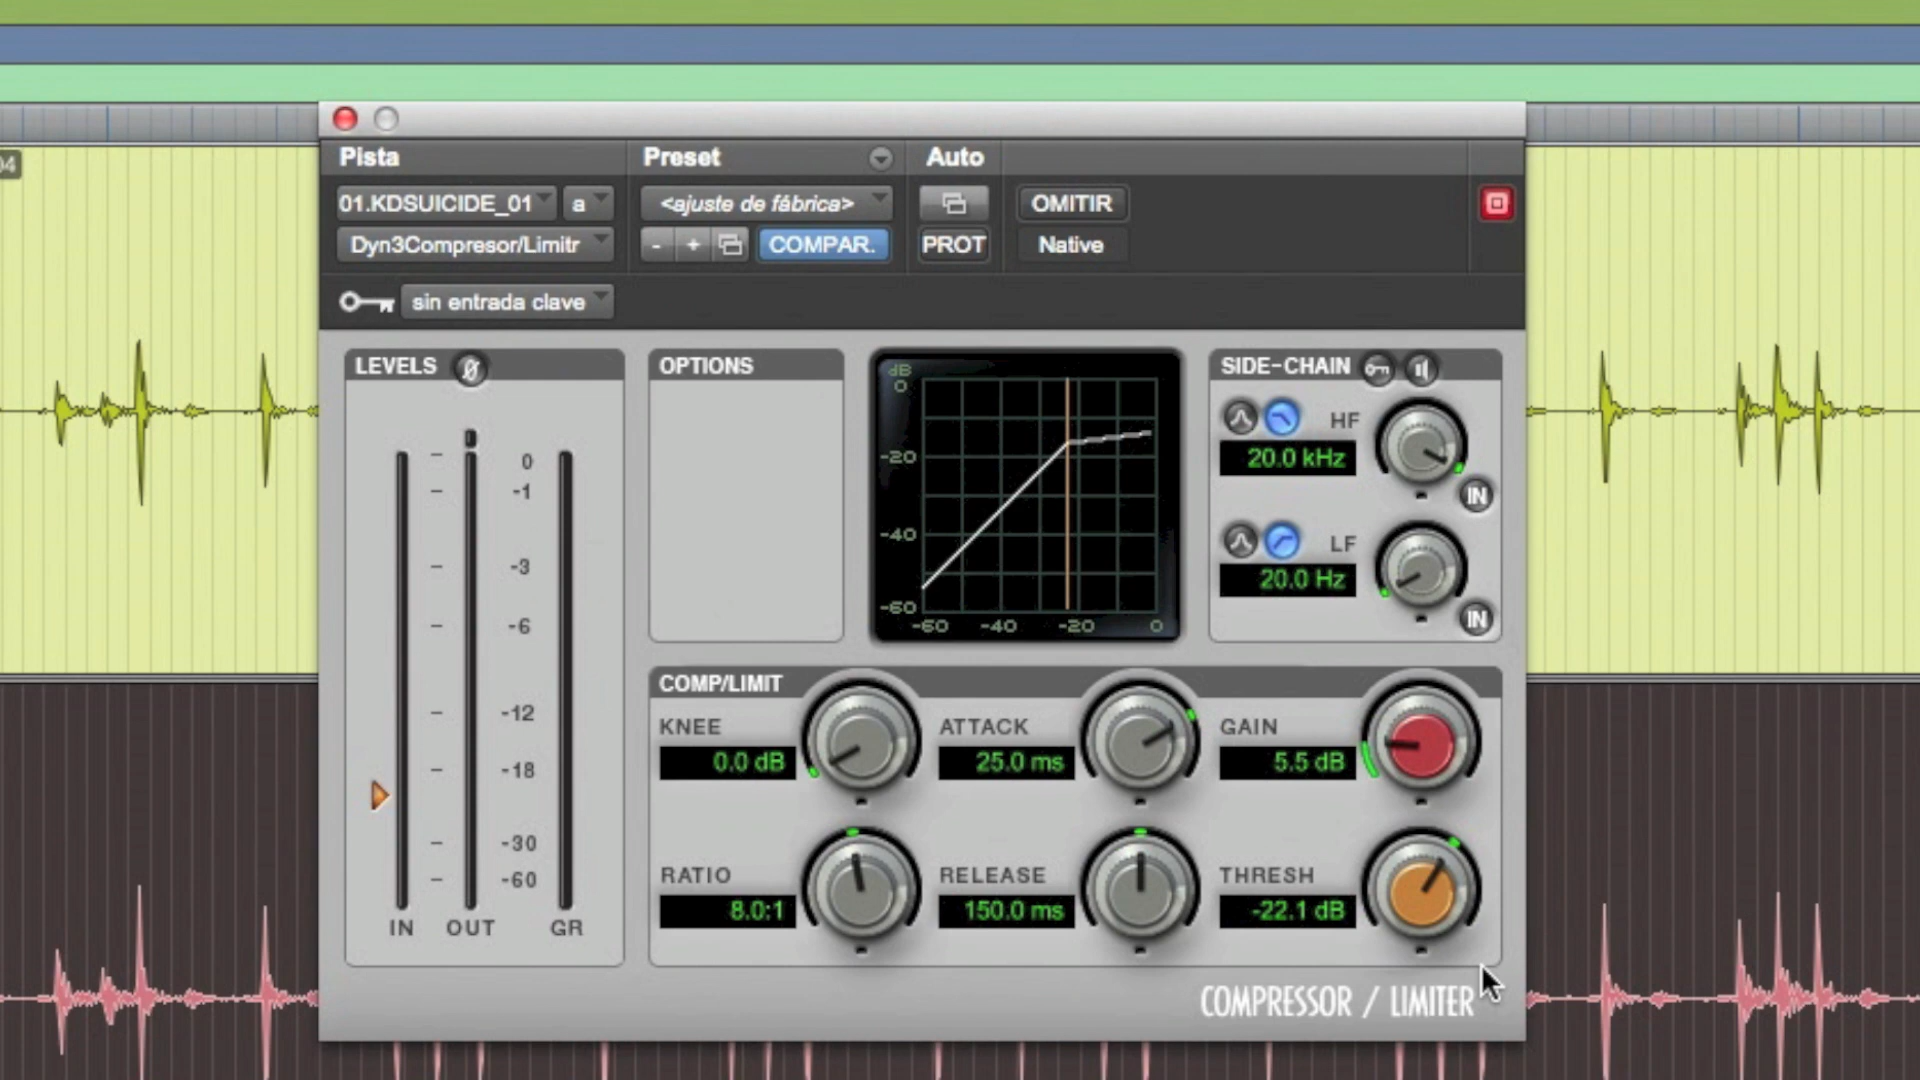 04
Pista
Preset
Auto
01.KDSUICIDE_01
a
<ajuste de fábrica>
OMITIR
Dyn3Compresor/Limitr
- +
COMPAR.
PROT
Native
sin entrada clave
LEVELS
OPTIONS
SIDE-CHAIN
dB
0
-20
-40
-60
-60 -40 -20 0
HF
20.0 kHz
IN
LF
20.0 Hz
IN
0
-1
-3
-6
-12
-18
-30
-60
IN OUT GR
COMP/LIMIT
KNEE
0.0 dB
ATTACK
25.0 ms
GAIN
5.5 dB
RATIO
8.0:1
RELEASE
150.0 ms
THRESH
-22.1 dB
COMPRESSOR / LIMITER